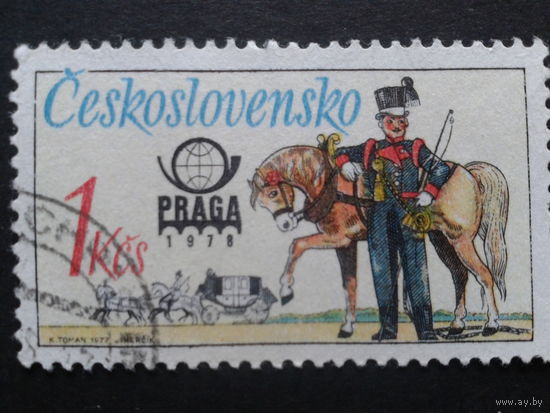 Československo
PRAGA
1978
1 Kčs
K. TOMAN 1977
www.ay.by